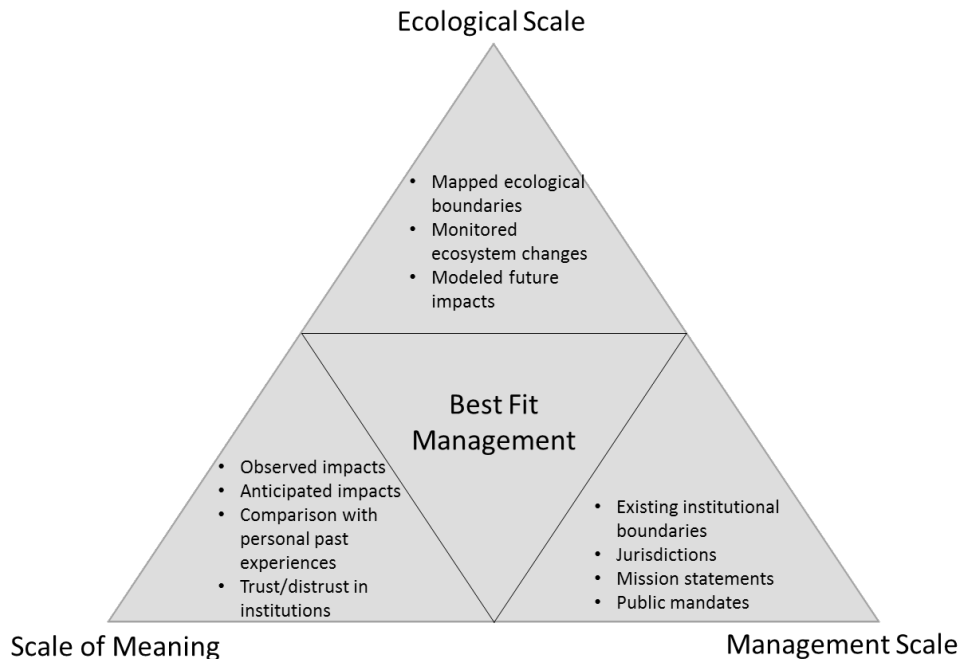 Ecological Scale
• Mapped ecological
boundaries
• Monitored
ecosystem changes
• Modeled future
impacts
Best Fit
Management
• Observed impacts
• Anticipated impacts
• Comparison with
personal past
experiences
• Trust/distrust in
institutions
• Existing institutional
boundaries
• Jurisdictions
• Mission statements
• Public mandates
Scale of Meaning
Management Scale